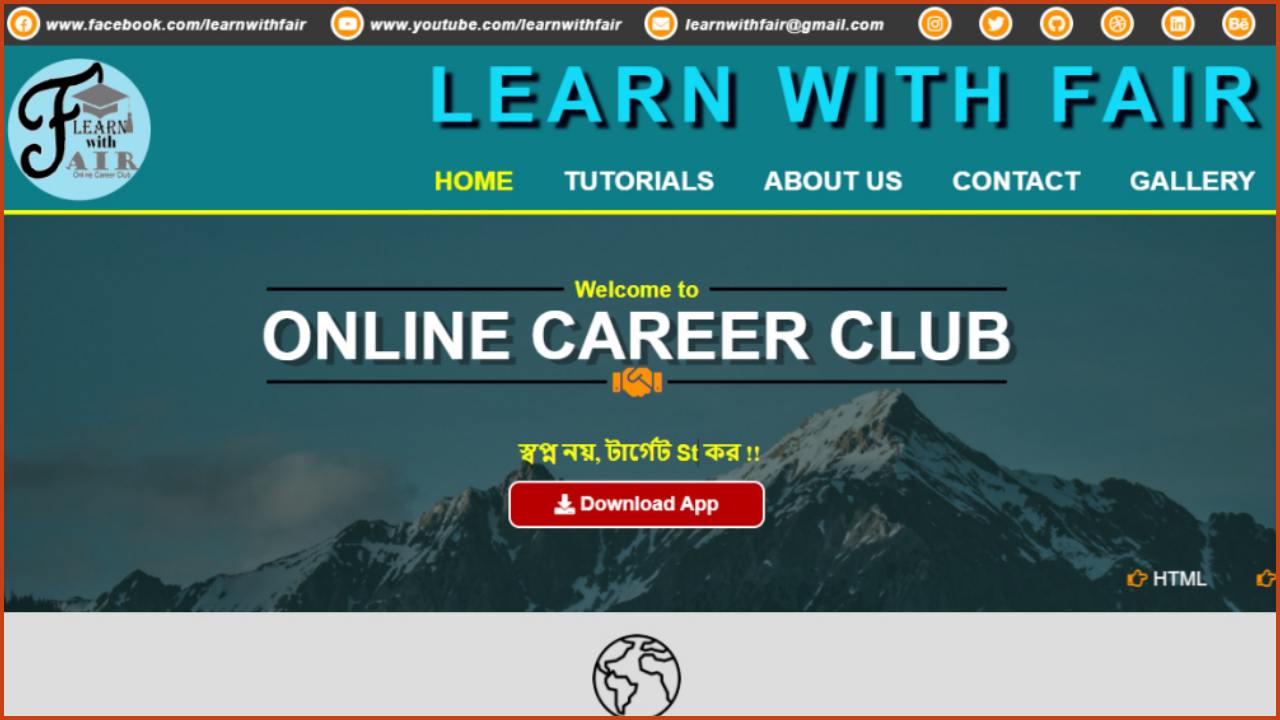 www.facebook.com/learnwithfair www.youtube.com/learnwithfair learnwithfair@gmail.com
LEARN WITH FAIR
F
LEARN
with
AIR
Online Career Club
HOME TUTORIALS ABOUT US CONTACT GALLERY
Welcome to
ONLINE CAREER CLUB
স্বপ্ন নয়, টার্গেট St কর !!
Download App
HTML